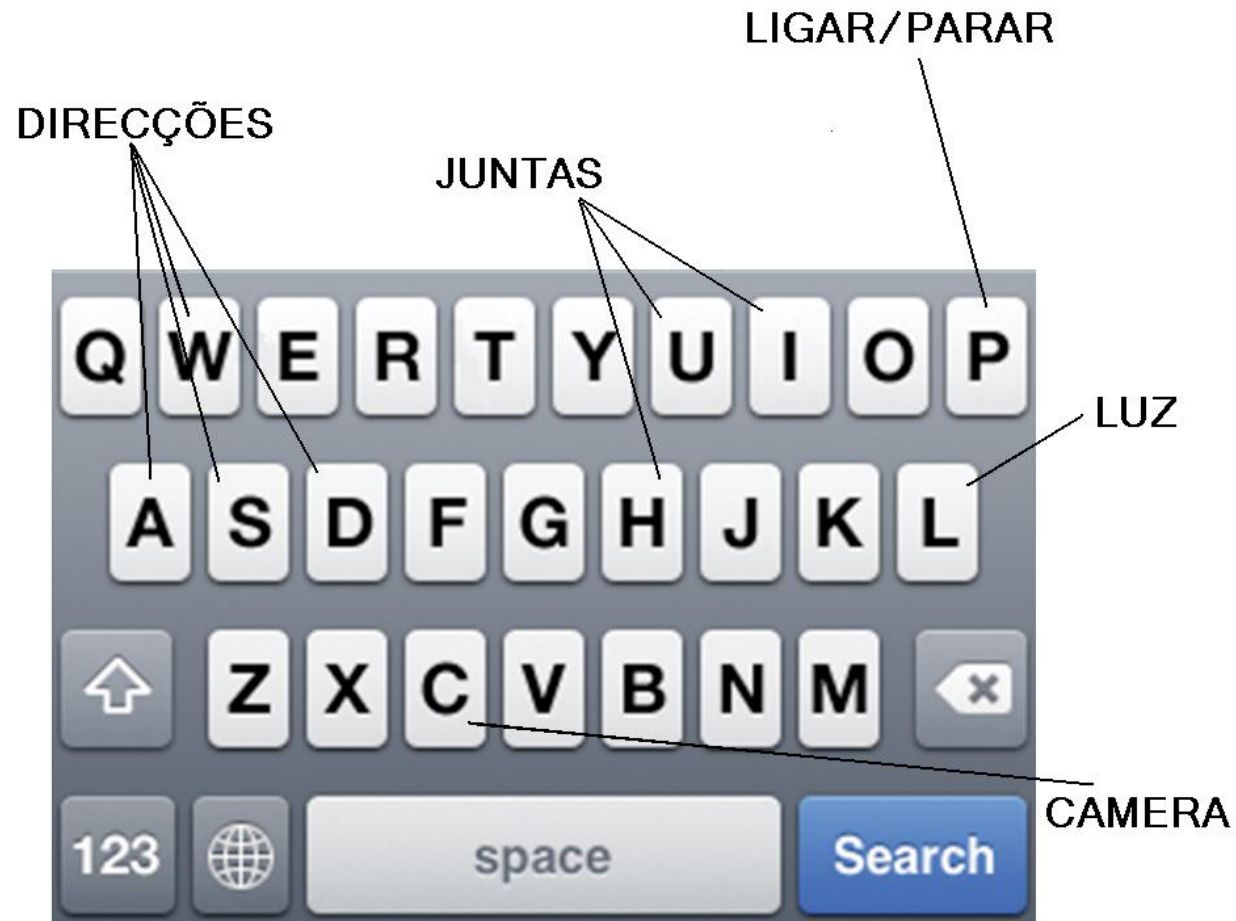 LIGAR/PARAR
DIRECÇÕES
JUNTAS
Q W E R T Y U I O P
LUZ
A S D F G H J K L
Z X C V B N M
CAMERA
123 space Search